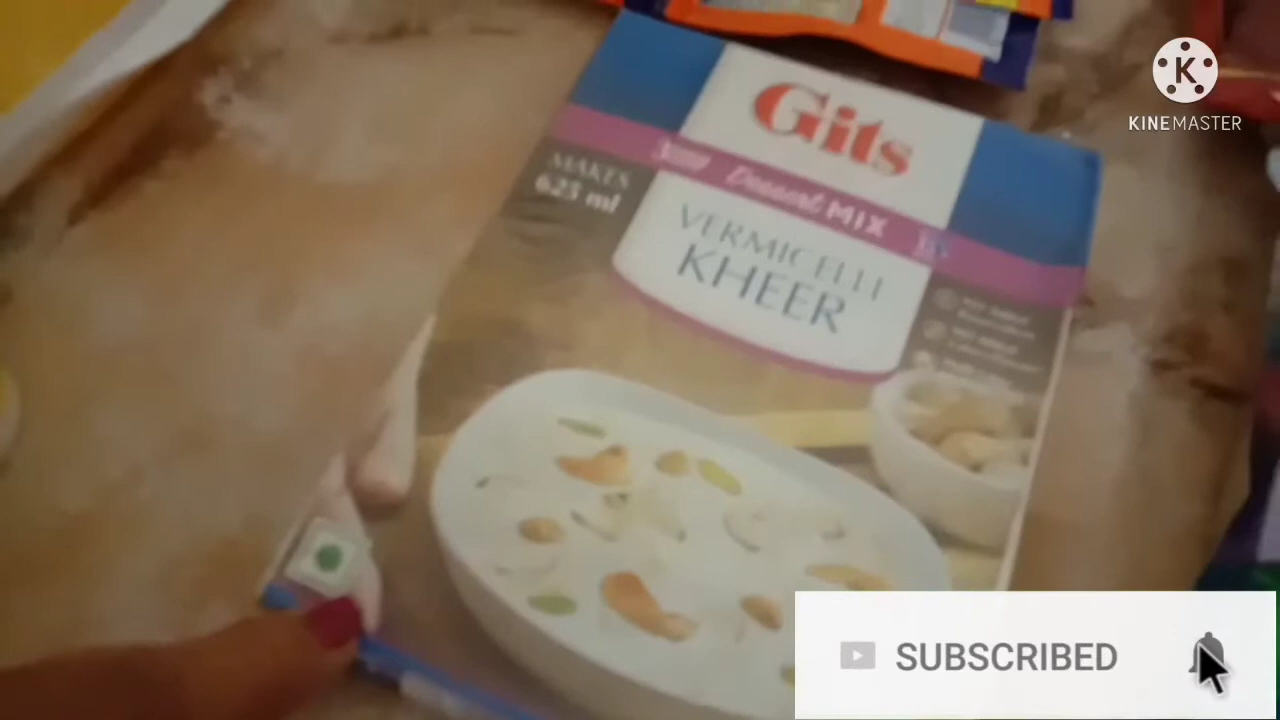 Gits
Dessert MIX
MAKES
625 ml
VERMICELLI
KHEER
KINEMASTER
SUBSCRIBED